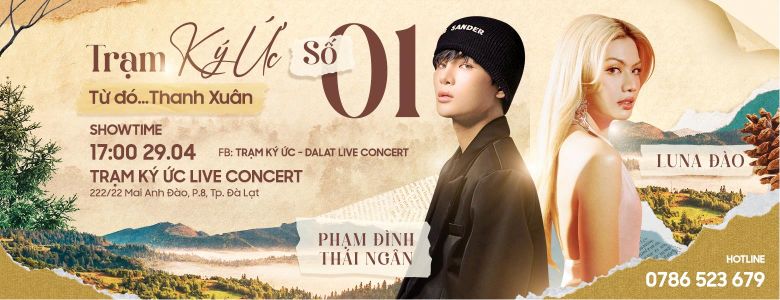 Trạm Ký Ức Số 01
Từ đó...Thanh Xuân
SHOWTIME
17:00 29.04 FB: TRẠM KÝ ỨC - DALAT LIVE CONCERT
TRẠM KÝ ỨC LIVE CONCERT
222/22 Mai Anh Đào, P.8, Tp. Đà Lạt
SANDER
PHẠM ĐÌNH
THÁI NGÂN
LUNA ĐÀO
HOTLINE
0786 523 679